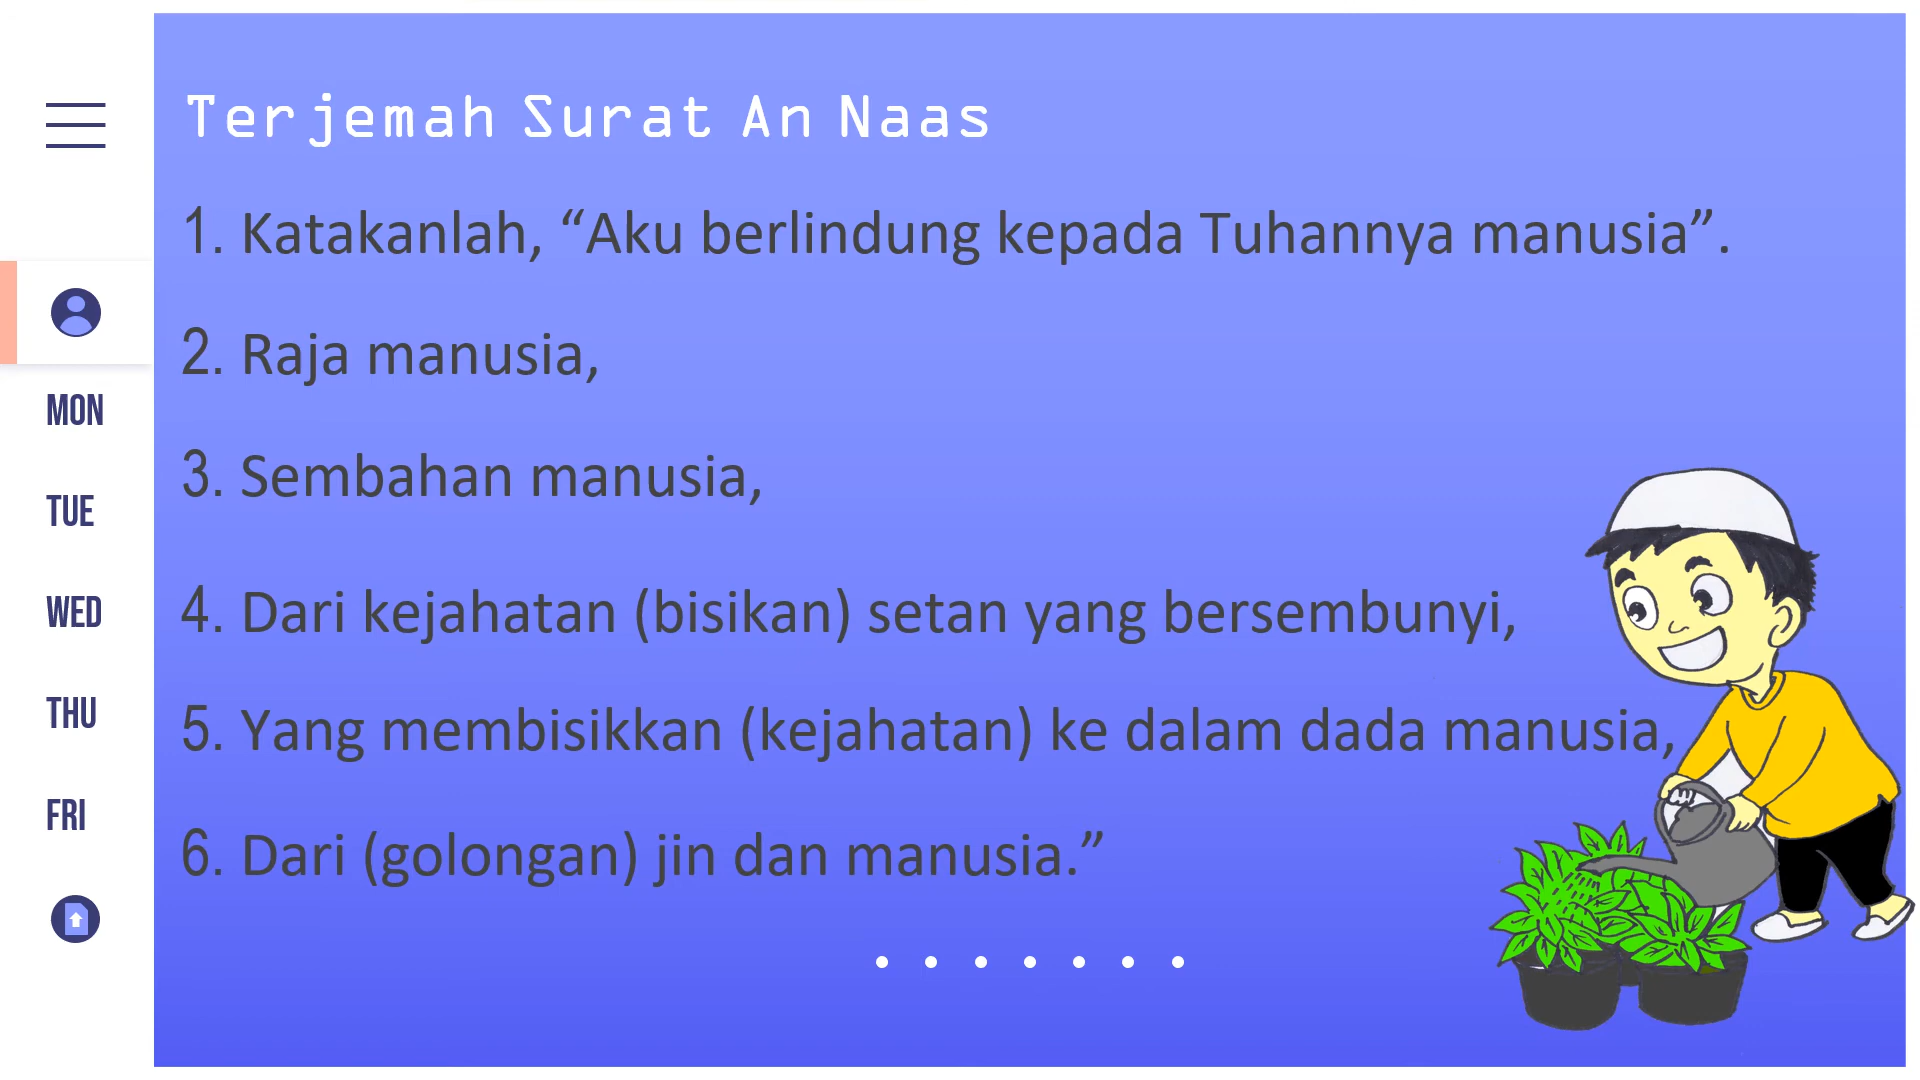 Terjemah Surat An Naas
1. Katakanlah, “Aku berlindung kepada Tuhannya manusia”.
2. Raja manusia,
3. Sembahan manusia,
4. Dari kejahatan (bisikan) setan yang bersembunyi,
5. Yang membisikkan (kejahatan) ke dalam dada manusia,
6. Dari (golongan) jin dan manusia.”
MON
TUE
WED
THU
FRI